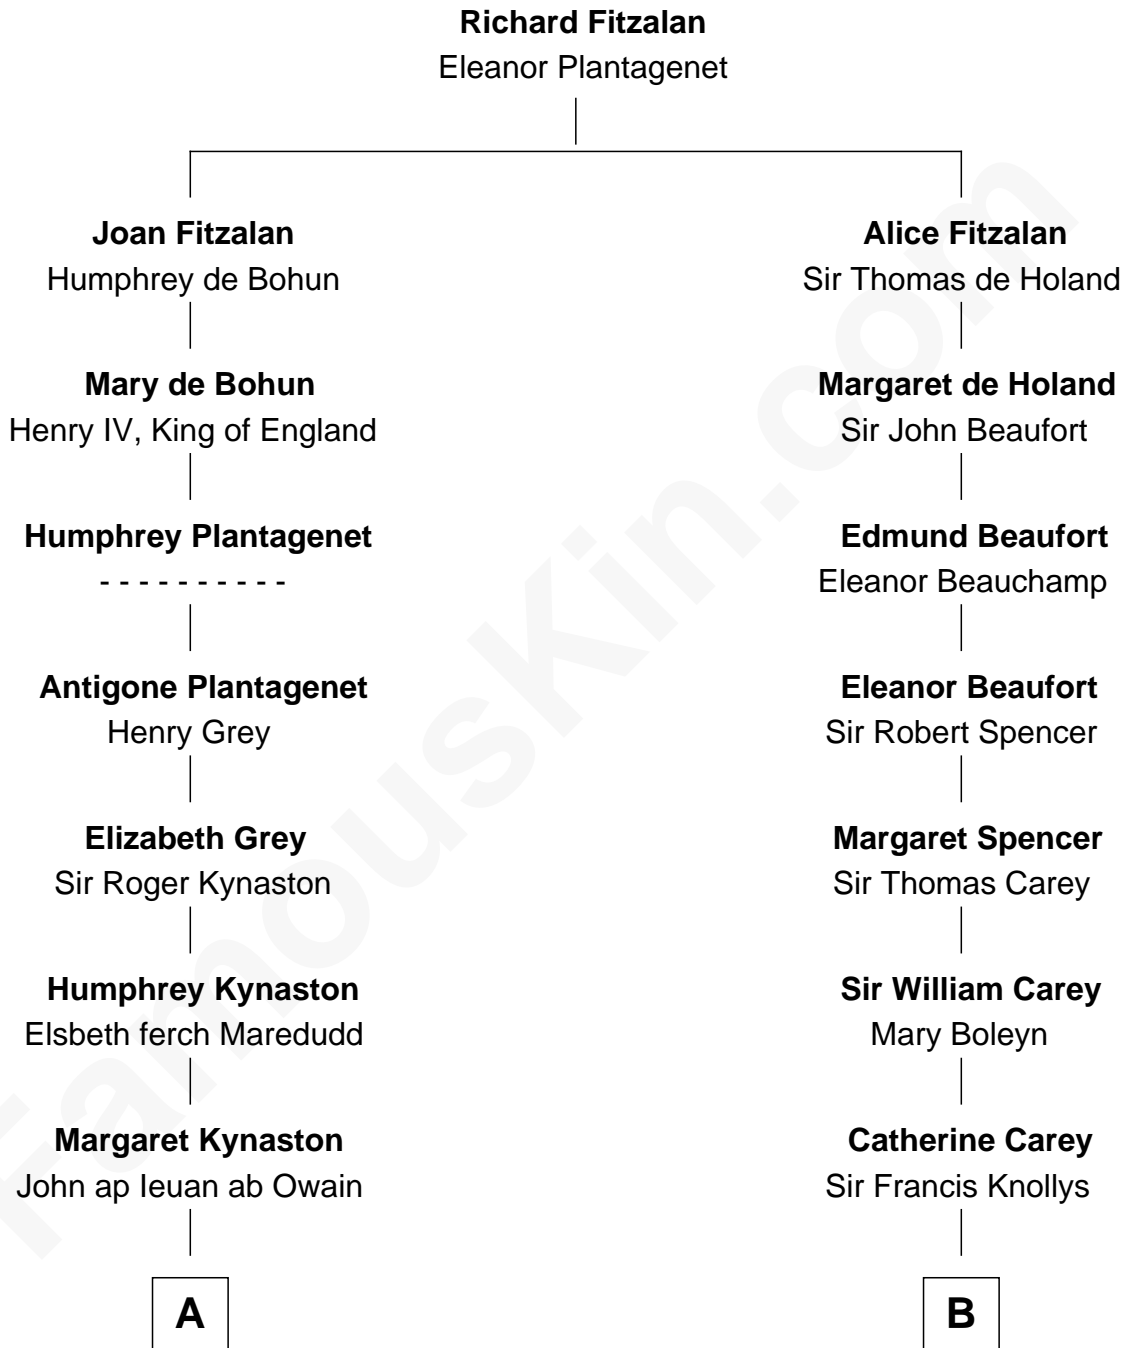 Richard Fitzalan
Eleanor Plantagenet
Joan Fitzalan
Humphrey de Bohun
Alice Fitzalan
Sir Thomas de Holand
Mary de Bohun
Henry IV, King of England
Margaret de Holand
Sir John Beaufort
Humphrey Plantagenet
- - - - - - - - - -
Edmund Beaufort
Eleanor Beauchamp
Antigone Plantagenet
Henry Grey
Eleanor Beaufort
Sir Robert Spencer
Elizabeth Grey
Sir Roger Kynaston
Margaret Spencer
Sir Thomas Carey
Humphrey Kynaston
Elsbeth ferch Maredudd
Sir William Carey
Mary Boleyn
Margaret Kynaston
John ap Ieuan ab Owain
Catherine Carey
Sir Francis Knollys
A
B
FamousKin.com